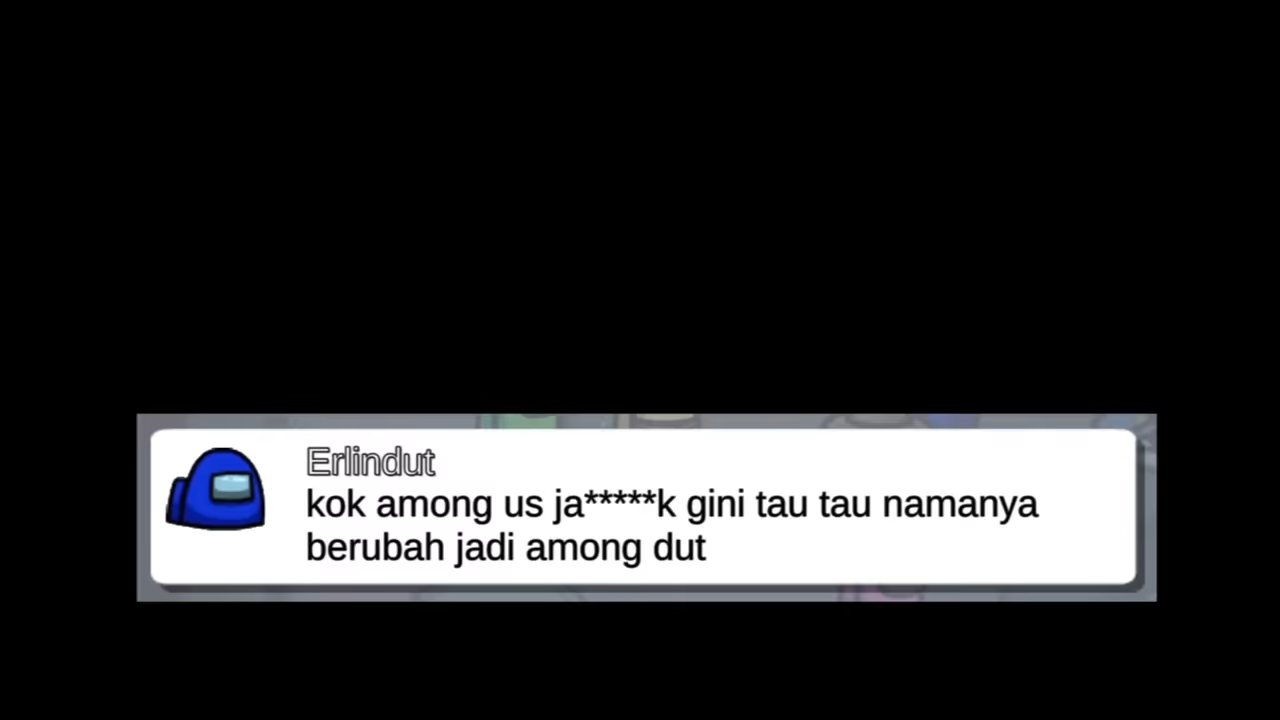 Erlindut
kok among us ja*****k gini tau tau namanya
berubah jadi among dut